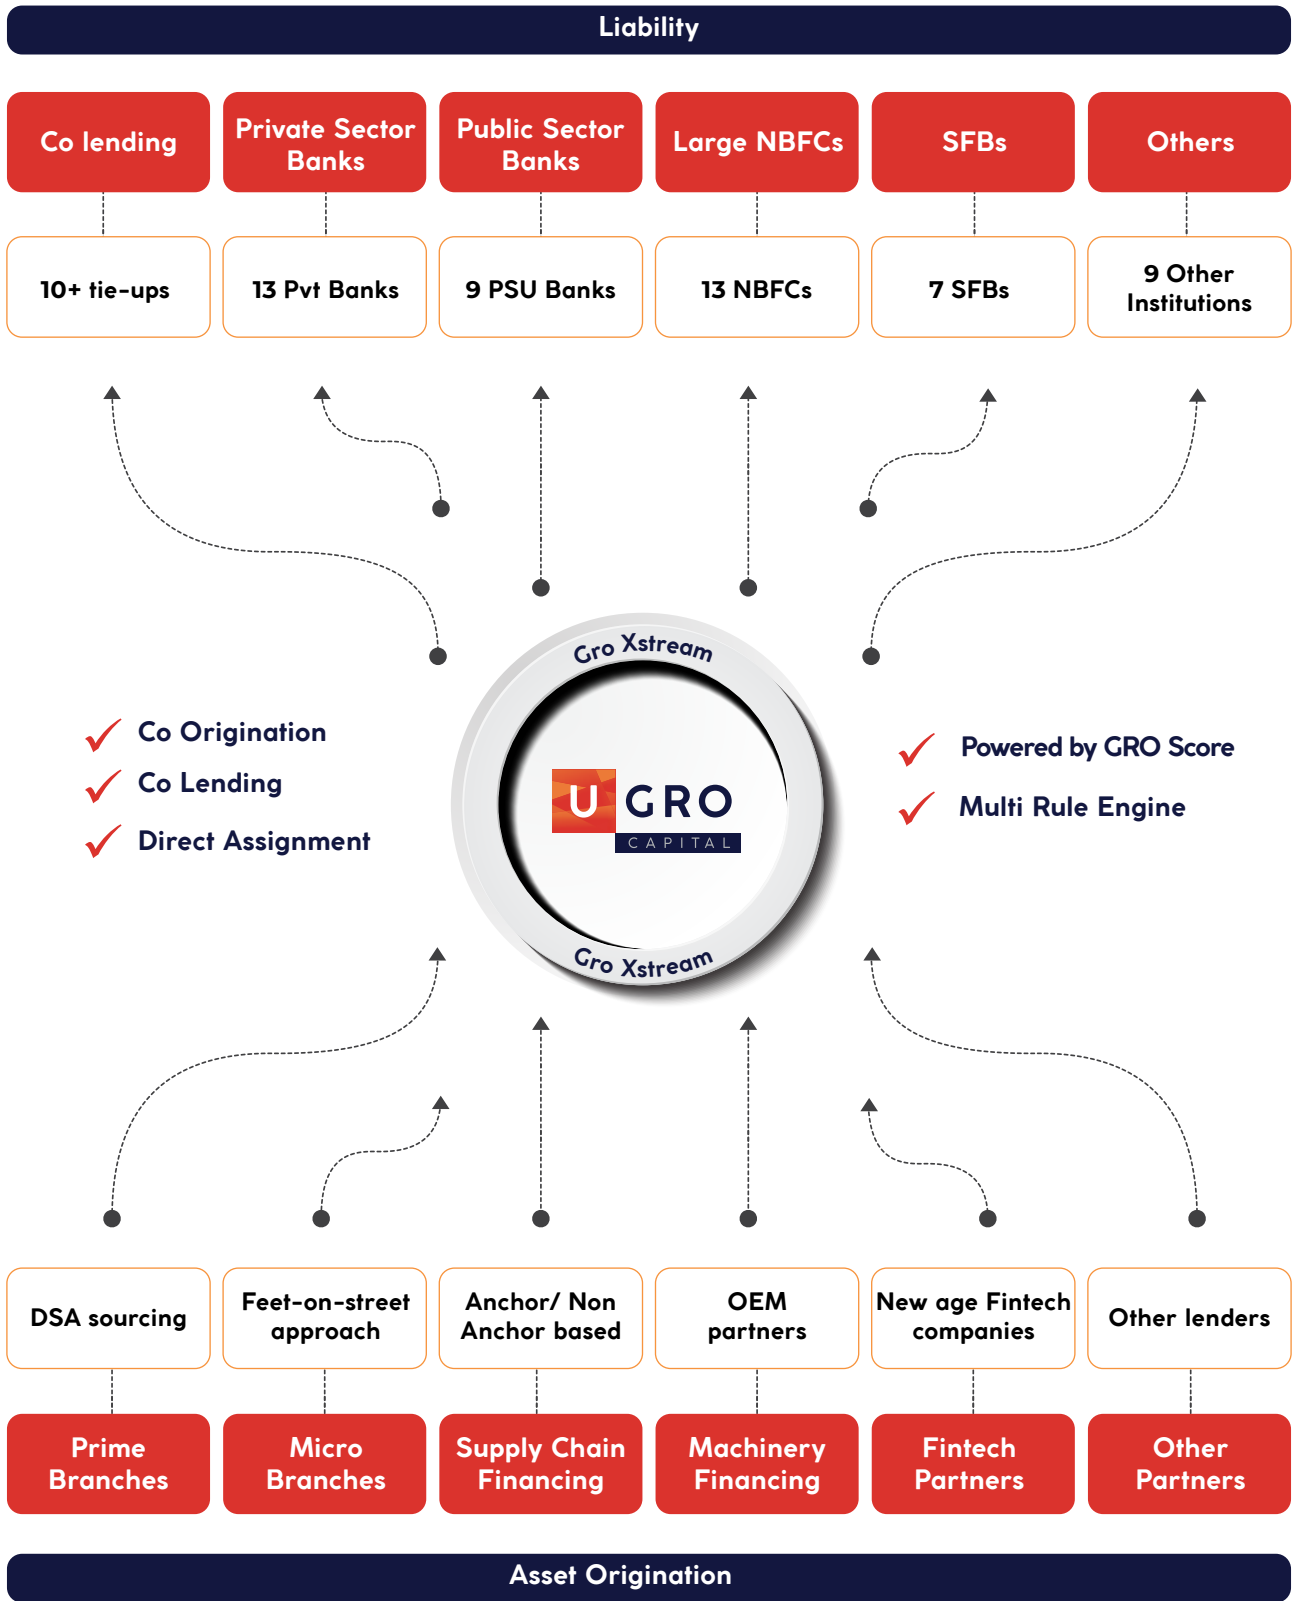 Liability
Co lending
Private Sector
Banks
Public Sector
Banks
Large NBFCs
SFBs
Others
10+ tie-ups
13 Pvt Banks
9 PSU Banks
13 NBFCs
7 SFBs
9 Other
Institutions
Gro Xstream
Co Origination
Co Lending
Direct Assignment
U GRO
CAPITAL
Powered by GRO Score
Multi Rule Engine
Gro Xstream
DSA sourcing
Feet-on-street
approach
Anchor/ Non
Anchor based
OEM
partners
New age Fintech
companies
Other lenders
Prime
Branches
Micro
Branches
Supply Chain
Financing
Machinery
Financing
Fintech
Partners
Other
Partners
Asset Origination